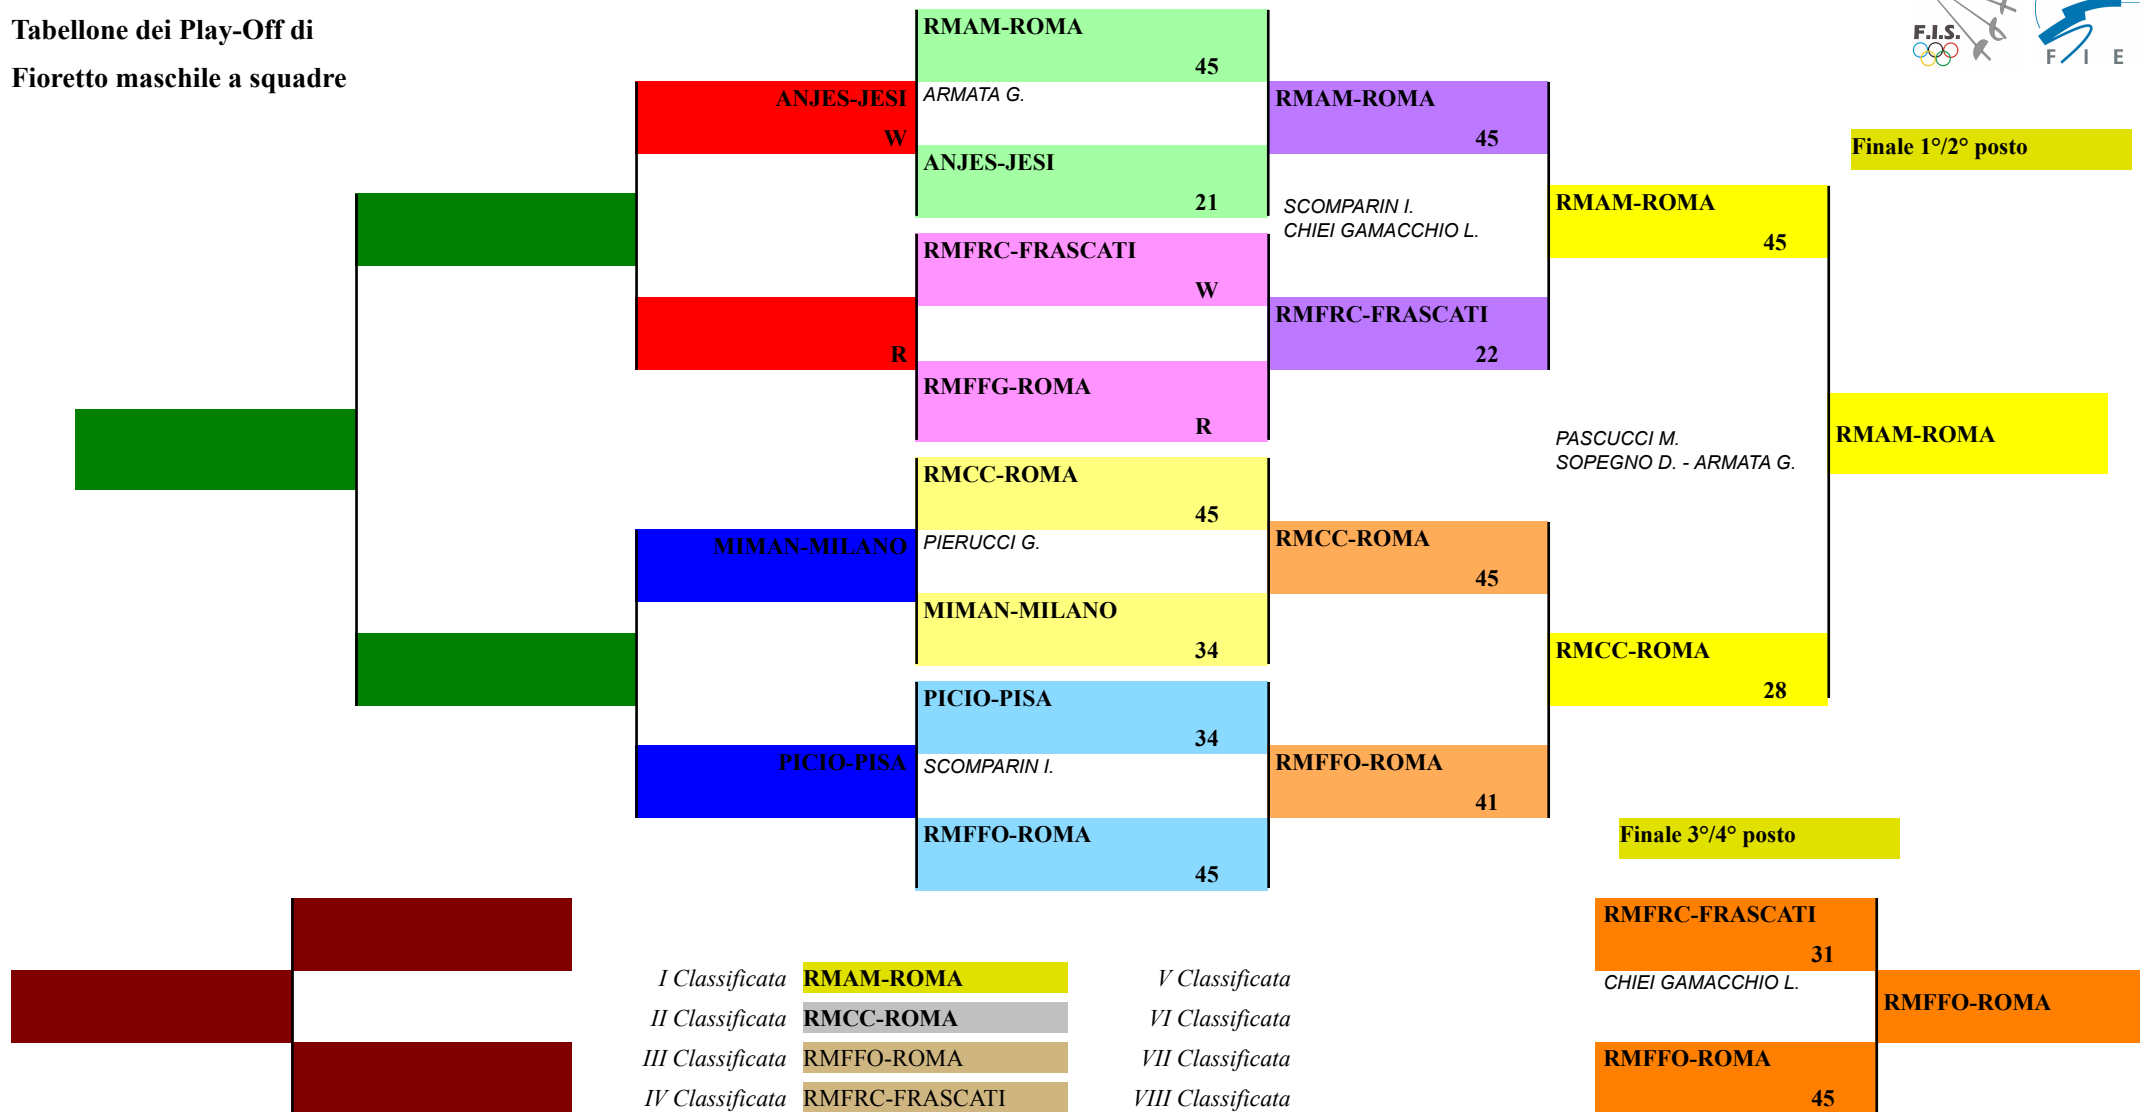 Tabellone dei Play-Off di
Fioretto maschile a squadre
F.I.S.
F I E
RMAM-ROMA
45
ARMATA G.
ANJES-JESI
21
ANJES-JESI
W
R
RMFRC-FRASCATI
W
RMFFG-ROMA
R
RMCC-ROMA
45
PIERUCCI G.
MIMAN-MILANO
34
MIMAN-MILANO
PICIO-PISA
PICIO-PISA
34
SCOMPARIN I.
RMFFO-ROMA
45
RMAM-ROMA
45
SCOMPARIN I.
CHIEI GAMACCHIO L.
RMFRC-FRASCATI
22
RMCC-ROMA
45
RMFFO-ROMA
41
Finale 1°/2° posto
RMAM-ROMA
45
PASCUCCI M.
SOPEGNO D. - ARMATA G.
RMCC-ROMA
28
RMAM-ROMA
Finale 3°/4° posto
RMFRC-FRASCATI
31
CHIEI GAMACCHIO L.
RMFFO-ROMA
45
RMFFO-ROMA
I Classificata RMAM-ROMA
II Classificata RMCC-ROMA
III Classificata RMFFO-ROMA
IV Classificata RMFRC-FRASCATI
V Classificata
VI Classificata
VII Classificata
VIII Classificata